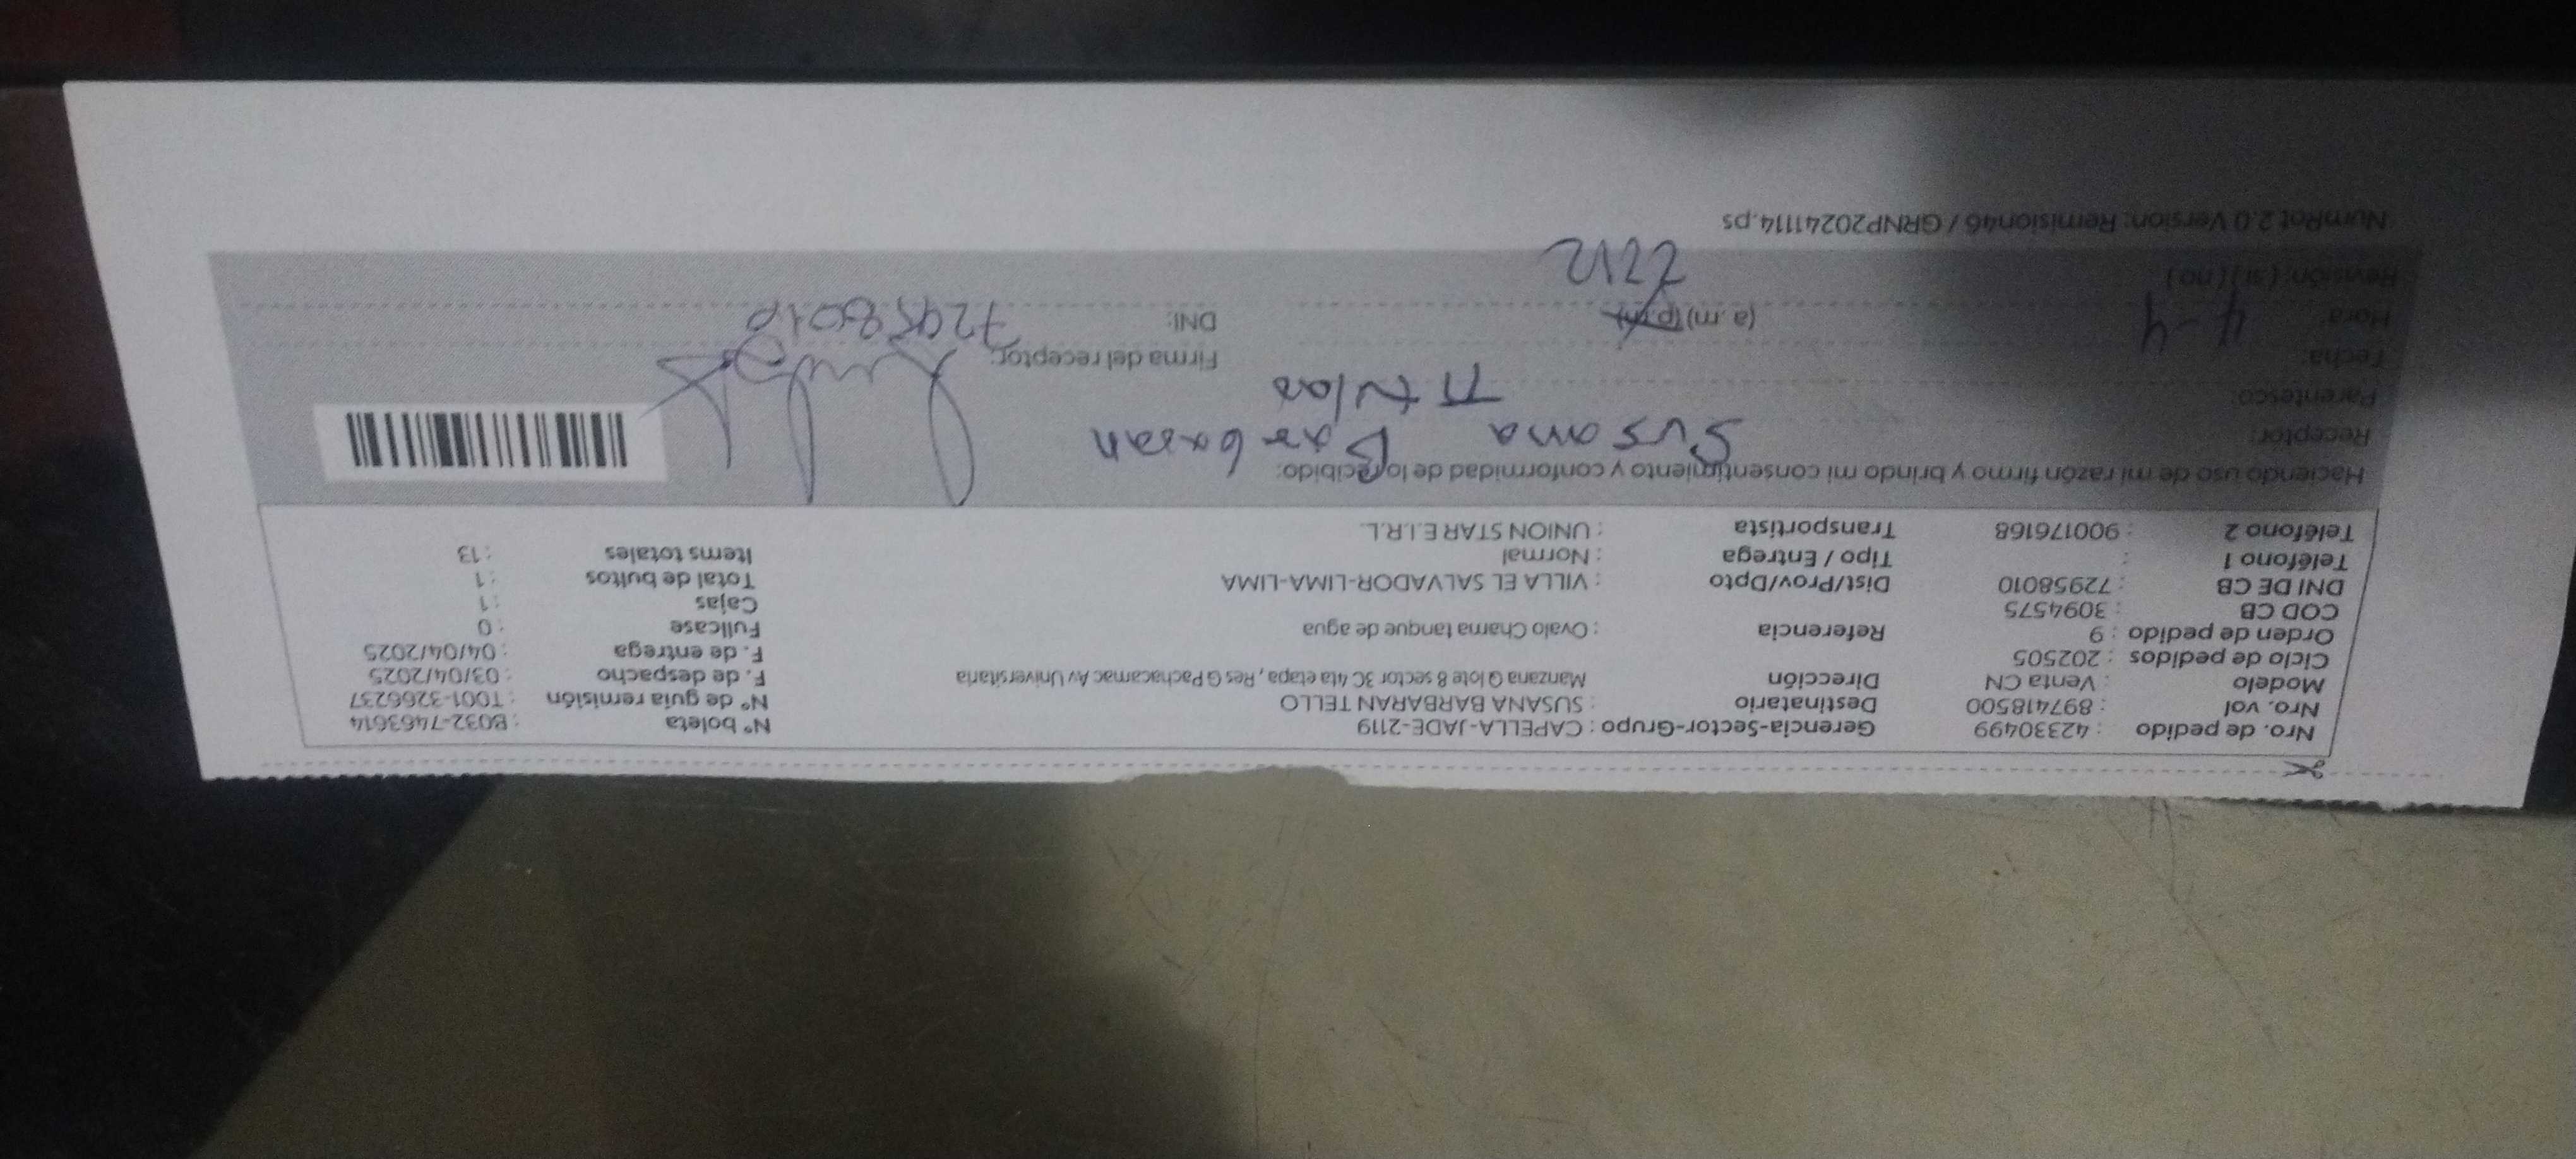 Nro. de pedido : 42330499 Gerencia-Sector-Grupo : CAPELLA-JADE-2119 N° boleta : B032-7463614
Nro. vol : 897418500 Destinatario : SUSANA BARBARAN TELLO N° de guía remisión : T001-3266237
Modelo : Venta CN Dirección Manzana Q lote 8 sector 3C 4ta etapa , Res G Pachacamac Av Universitaria F. de despacho : 03/04/2025
Ciclo de pedidos : 202505 F. de entrega : 04/04/2025
Orden de pedido : 9 Referencia : Ovalo Chama tanque de agua Fullcase : 0
COD CB : 3094575 Cajas : 1
DNI DE CB : 72958010 Dist/Prov/Dpto : VILLA EL SALVADOR-LIMA-LIMA Total de bultos : 1
Teléfono 1 : Tipo / Entrega : Normal Items totales : 13
Teléfono 2 : 900176168 Transportista : UNION STAR E.I.R.L.
Haciendo uso de mi razón firmo y brindo mi consentimiento y conformidad de lo recibido:
Receptor: Susana Barbaran
Parentesco: Titular
Fecha: 4-4 Firma del receptor:
Hora: (a.m) (p.m) DNI: 72958010
Revisión: (si) (no) 2212
NumRot 2.0 Version: Remision46 / GRNP20241114.ps